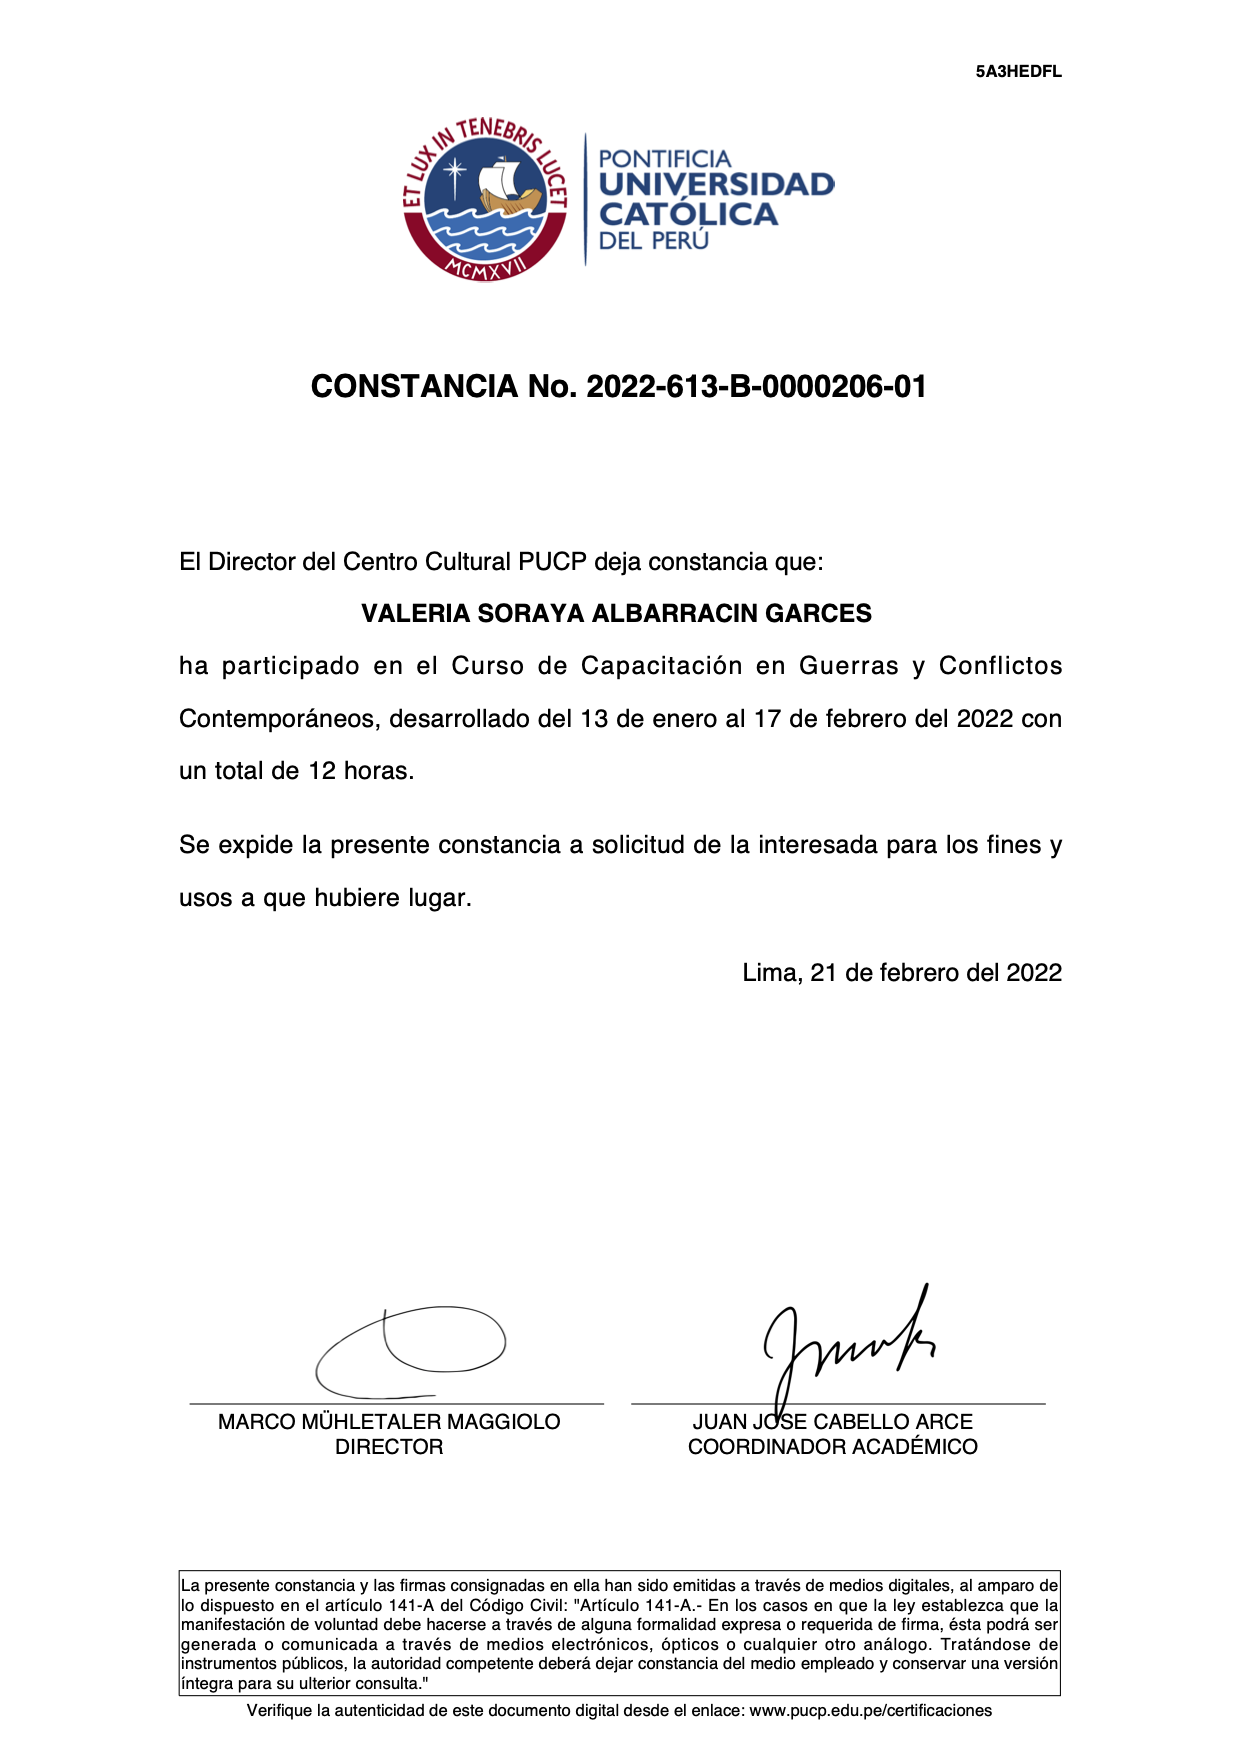 5A3HEDFL
ET LUX IN TENEBRIS LUCET
MCMXVII
PONTIFICIA
UNIVERSIDAD
CATÓLICA
DEL PERÚ
CONSTANCIA No. 2022-613-B-0000206-01
El Director del Centro Cultural PUCP deja constancia que:
VALERIA SORAYA ALBARRACIN GARCES
ha participado en el Curso de Capacitación en Guerras y Conflictos
Contemporáneos, desarrollado del 13 de enero al 17 de febrero del 2022 con
un total de 12 horas.
Se expide la presente constancia a solicitud de la interesada para los fines y
usos a que hubiere lugar.
Lima, 21 de febrero del 2022
MARCO MÜHLETALER MAGGIOLO
DIRECTOR
JUAN JOSE CABELLO ARCE
COORDINADOR ACADÉMICO
La presente constancia y las firmas consignadas en ella han sido emitidas a través de medios digitales, al amparo de
lo dispuesto en el artículo 141-A del Código Civil: "Artículo 141-A.- En los casos en que la ley establezca que la
manifestación de voluntad debe hacerse a través de alguna formalidad expresa o requerida de firma, ésta podrá ser
generada o comunicada a través de medios electrónicos, ópticos o cualquier otro análogo. Tratándose de
instrumentos públicos, la autoridad competente deberá dejar constancia del medio empleado y conservar una versión
íntegra para su ulterior consulta."
Verifique la autenticidad de este documento digital desde el enlace: www.pucp.edu.pe/certificaciones